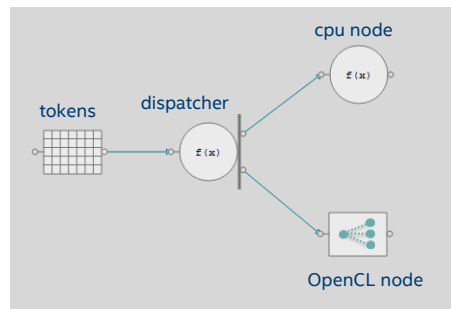 cpu node
f(x)
dispatcher
tokens
f(x)
OpenCL node